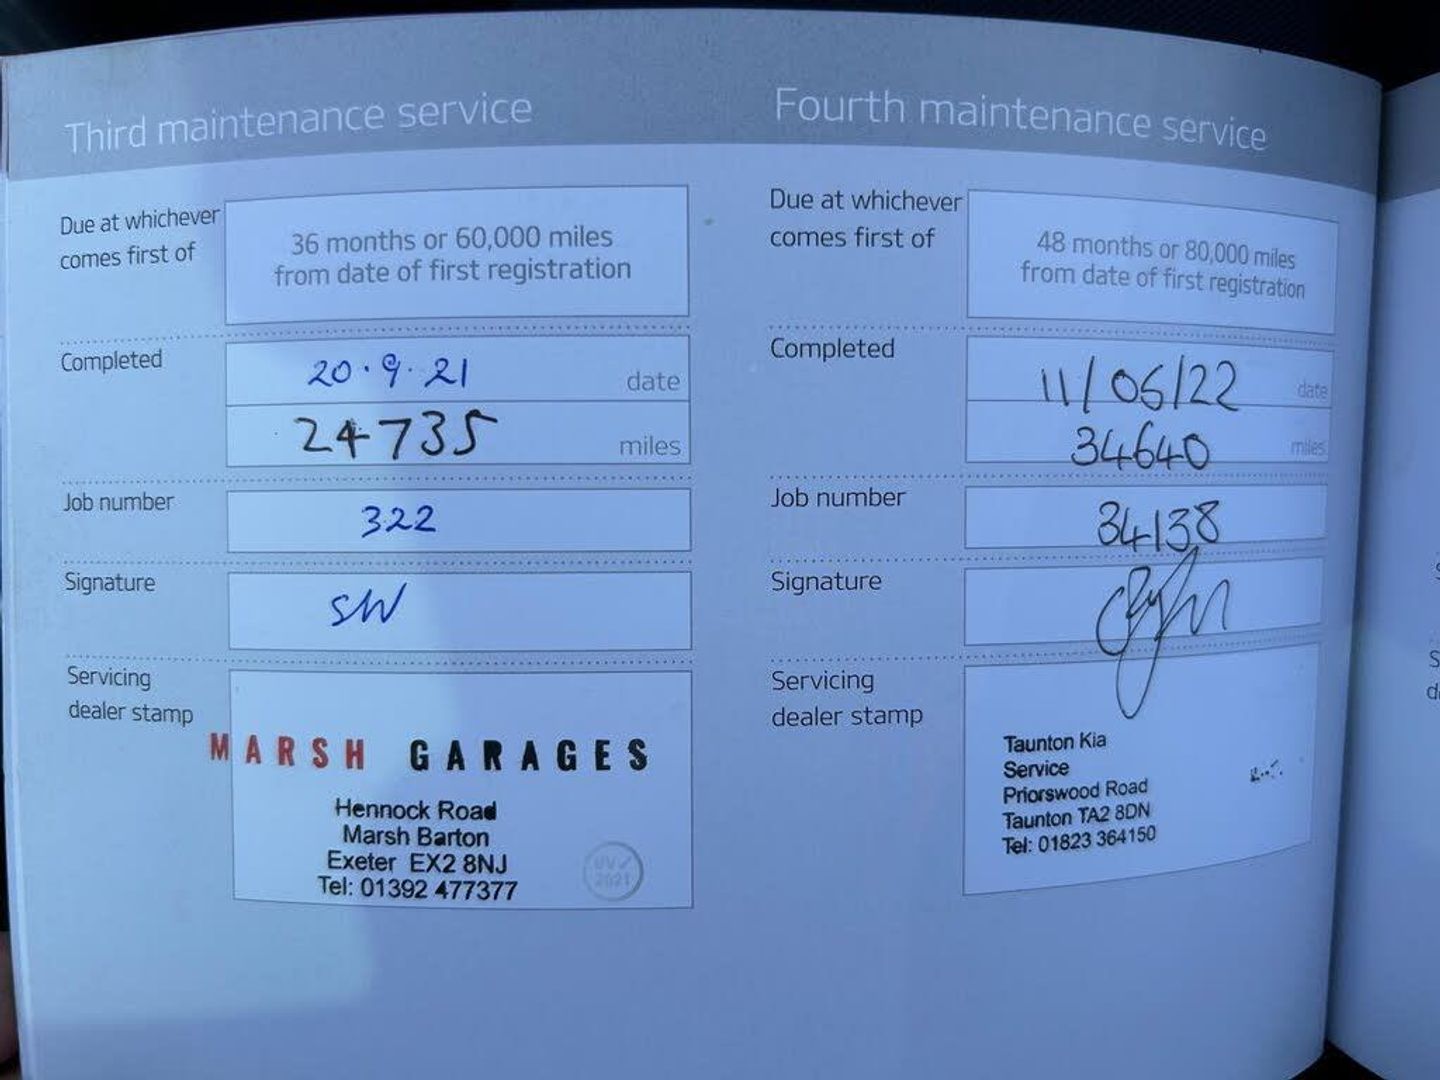 Third maintenance service
Due at whichever
comes first of
36 months or 60,000 miles
from date of first registration
Completed
20.9.21
date
24735
miles
Job number
322
Signature
SW
Servicing
dealer stamp
MARSH GARAGES
Hennock Road
Marsh Barton
Exeter EX2 8NJ
Tel: 01392 477377
UV✓
2021
Fourth maintenance service
Due at whichever
comes first of
48 months or 80,000 miles
from date of first registration
Completed
11/05/22
date
34640
miles
Job number
34138
Signature
Servicing
dealer stamp
Taunton Kia
Service
Priorswood Road
Taunton TA2 8DN
Tel: 01823 364150